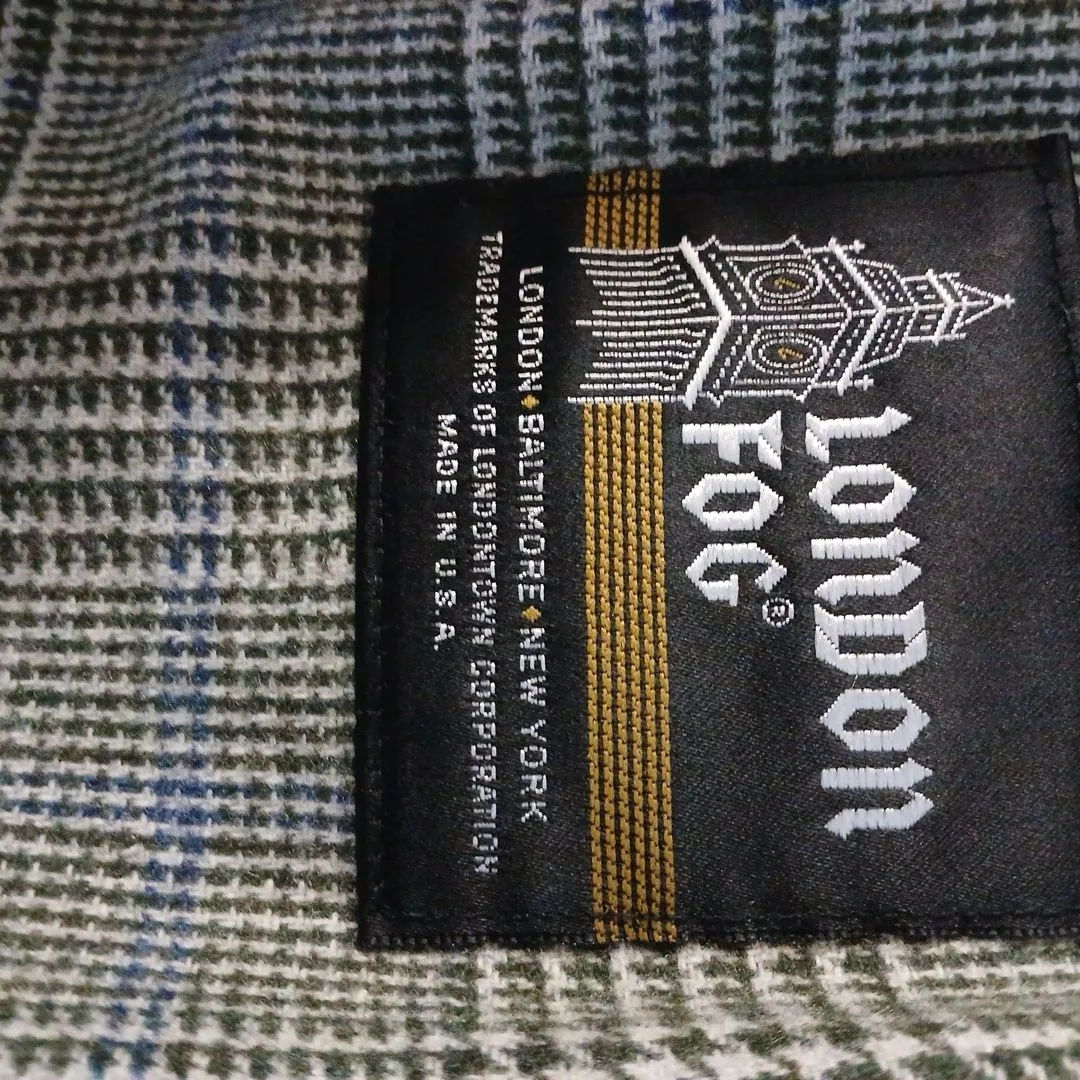 LONDON
FOG®
LONDON♦BALTIMORE♦NEW YORK
TRADEMARKS OF LONDONTOWN CORPORATION
MADE IN U.S.A.